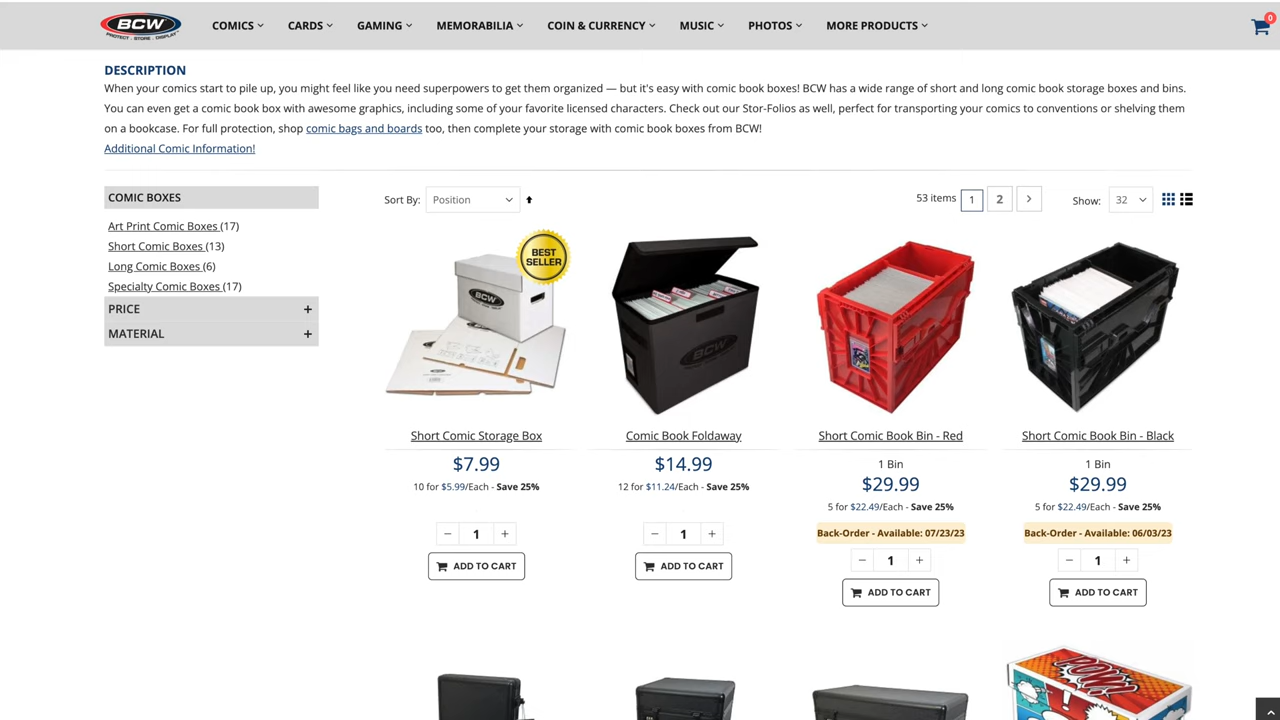 BCW
PROTECT . STORE . DISPLAY
COMICS
CARDS
GAMING
MEMORABILIA
COIN & CURRENCY
MUSIC
PHOTOS
MORE PRODUCTS
0
DESCRIPTION
When your comics start to pile up, you might feel like you need superpowers to get them organized — but it's easy with comic book boxes! BCW has a wide range of short and long comic book storage boxes and bins.
You can even get a comic book box with awesome graphics, including some of your favorite licensed characters. Check out our Stor-Folios as well, perfect for transporting your comics to conventions or shelving them
on a bookcase. For full protection, shop comic bags and boards too, then complete your storage with comic book boxes from BCW!
Additional Comic Information!
COMIC BOXES
Art Print Comic Boxes (17)
Short Comic Boxes (13)
Long Comic Boxes (6)
Specialty Comic Boxes (17)
PRICE +
MATERIAL +
Sort By: Position
53 items 1 2 >
Show: 32
BEST
SELLER
BCW
BCW
Short Comic Storage Box
$7.99
10 for $5.99/Each - Save 25%
− 1 +
ADD TO CART
Comic Book Foldaway
$14.99
12 for $11.24/Each - Save 25%
− 1 +
ADD TO CART
Short Comic Book Bin - Red
1 Bin
$29.99
5 for $22.49/Each - Save 25%
Back-Order - Available: 07/23/23
− 1 +
ADD TO CART
Short Comic Book Bin - Black
1 Bin
$29.99
5 for $22.49/Each - Save 25%
Back-Order - Available: 06/03/23
− 1 +
ADD TO CART
POW!